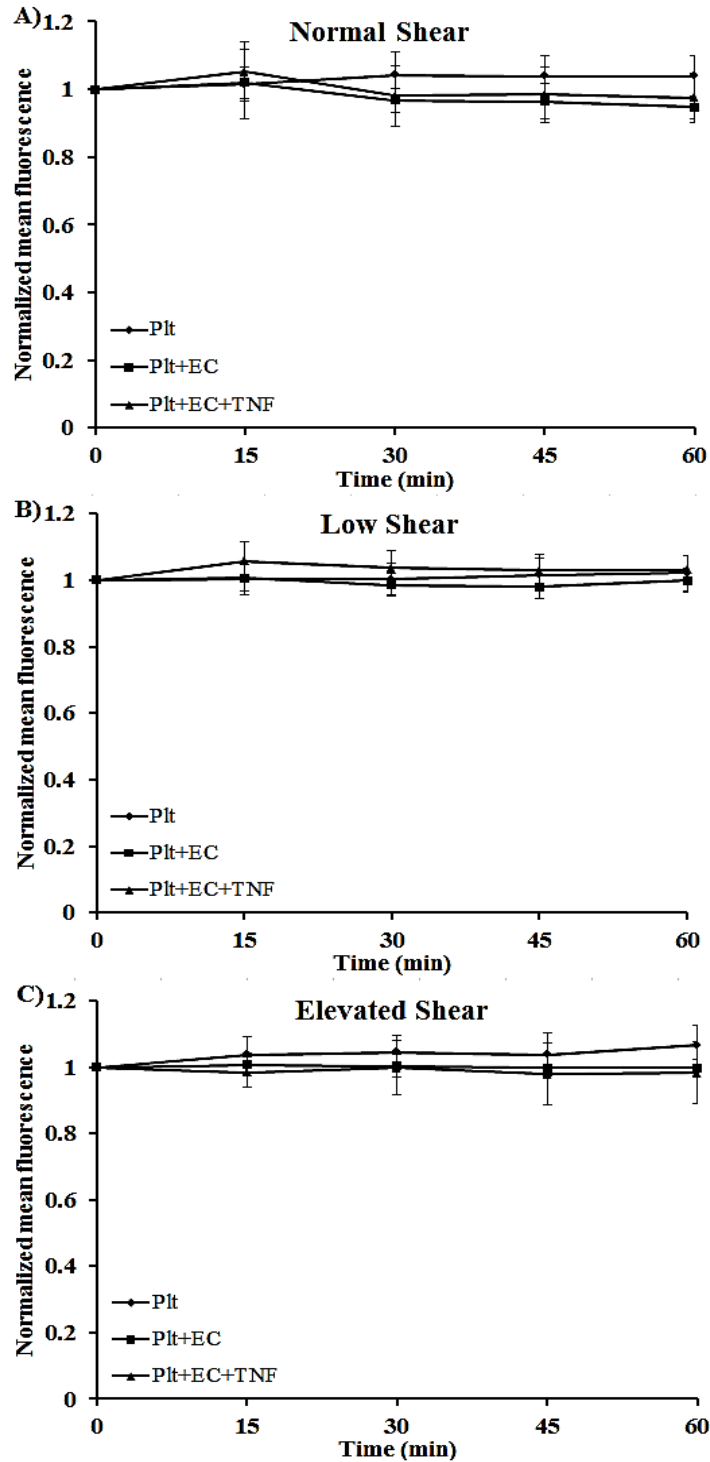 A)
Normal Shear
Normalized mean fluorescence
1.2
1
0.8
0.6
0.4
0.2
0
Plt
Plt+EC
Plt+EC+TNF
0 15 30 45 60
Time (min)
B)
Low Shear
Normalized mean fluorescence
1.2
1
0.8
0.6
0.4
0.2
0
Plt
Plt+EC
Plt+EC+TNF
0 15 30 45 60
Time (min)
C)
Elevated Shear
Normalized mean fluorescence
1.2
1
0.8
0.6
0.4
0.2
0
Plt
Plt+EC
Plt+EC+TNF
0 15 30 45 60
Time (min)